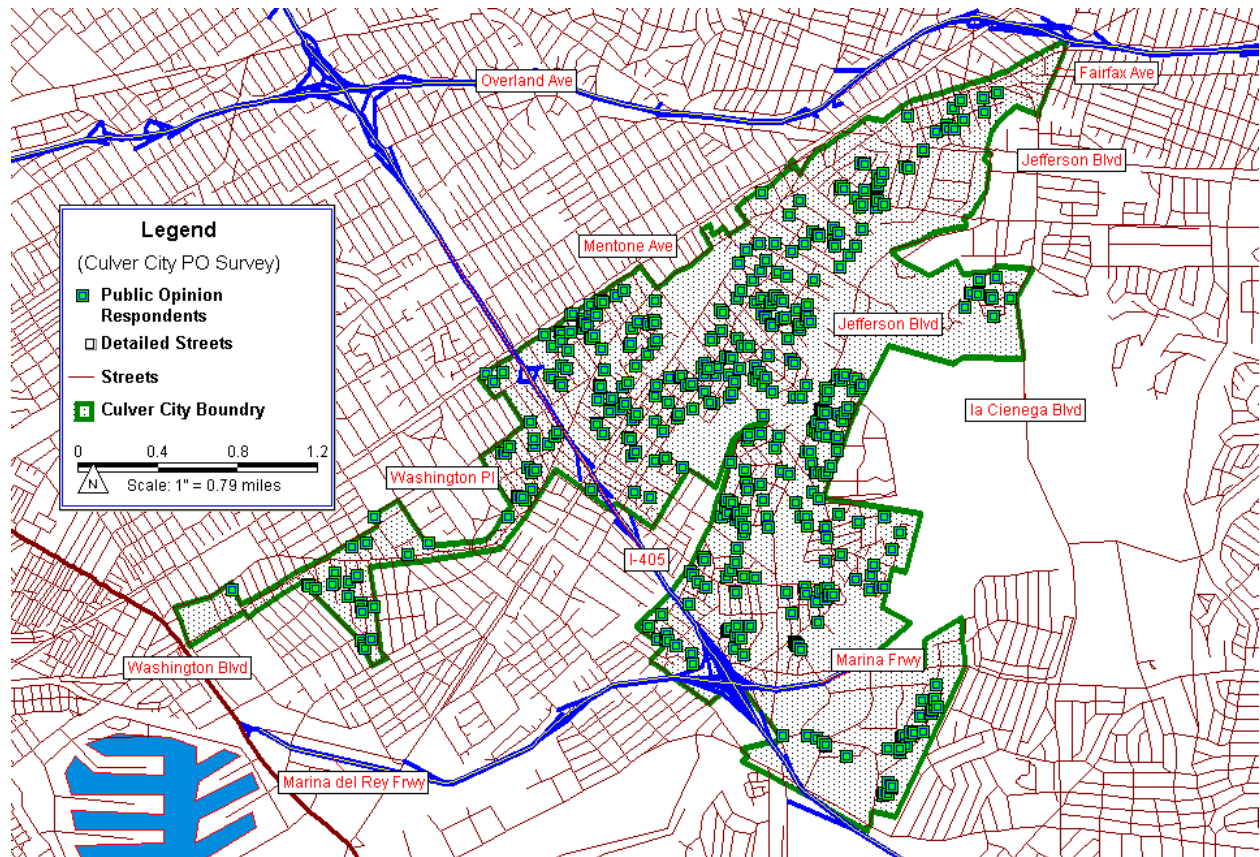 Overland Ave
Fairfax Ave
Jefferson Blvd
Legend
(Culver City PO Survey)
Public Opinion
Respondents
Detailed Streets
Streets
Culver City Boundry
0 0.4 0.8 1.2
N
Scale: 1" = 0.79 miles
Mentone Ave
Jefferson Blvd
la Cienega Blvd
Washington Pl
I-405
Washington Blvd
Marina Frwy
Marina del Rey Frwy